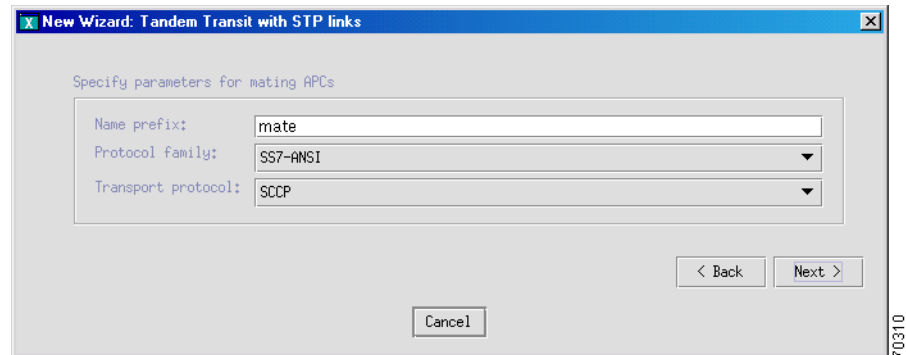 New Wizard: Tandem Transit with STP links
Specify parameters for mating APCs
Name prefix: mate
Protocol family: SS7-ANSI
Transport protocol: SCCP
< Back Next >
Cancel
70310